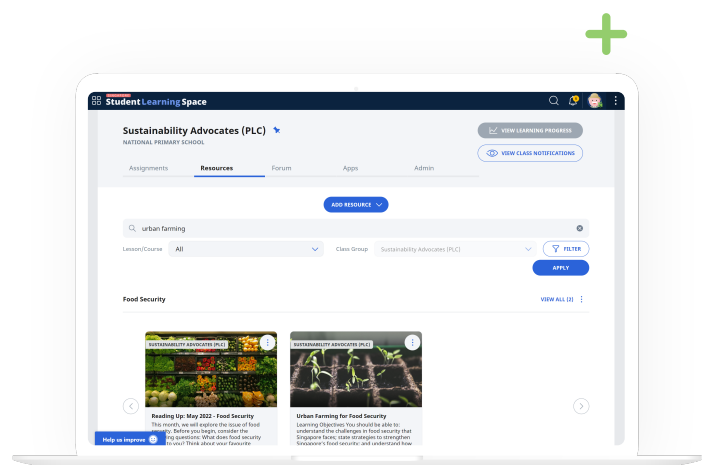 Student Learning Space
Sustainability Advocates (PLC)
NATIONAL PRIMARY SCHOOL
VIEW LEARNING PROGRESS
VIEW CLASS NOTIFICATIONS
Assignments Resources Forum Apps Admin
ADD RESOURCE
urban farming
Lesson/Course All Class Group Sustainability Advocates (PLC) FILTER
APPLY
Food Security VIEW ALL (2)
SUSTAINABILITY ADVOCATES (PLC)
Reading Up: May 2022 - Food Security
This month, we will explore the issue of food
security. Before you begin, consider the
ing questions: What does food security
to you? Think about your favourite
SUSTAINABILITY ADVOCATES (PLC)
Urban Farming for Food Security
Learning Objectives You should be able to:
understand the challenges in food security that
Singapore faces; state strategies to strengthen
Singapore's food security; and understand how
Help us improve